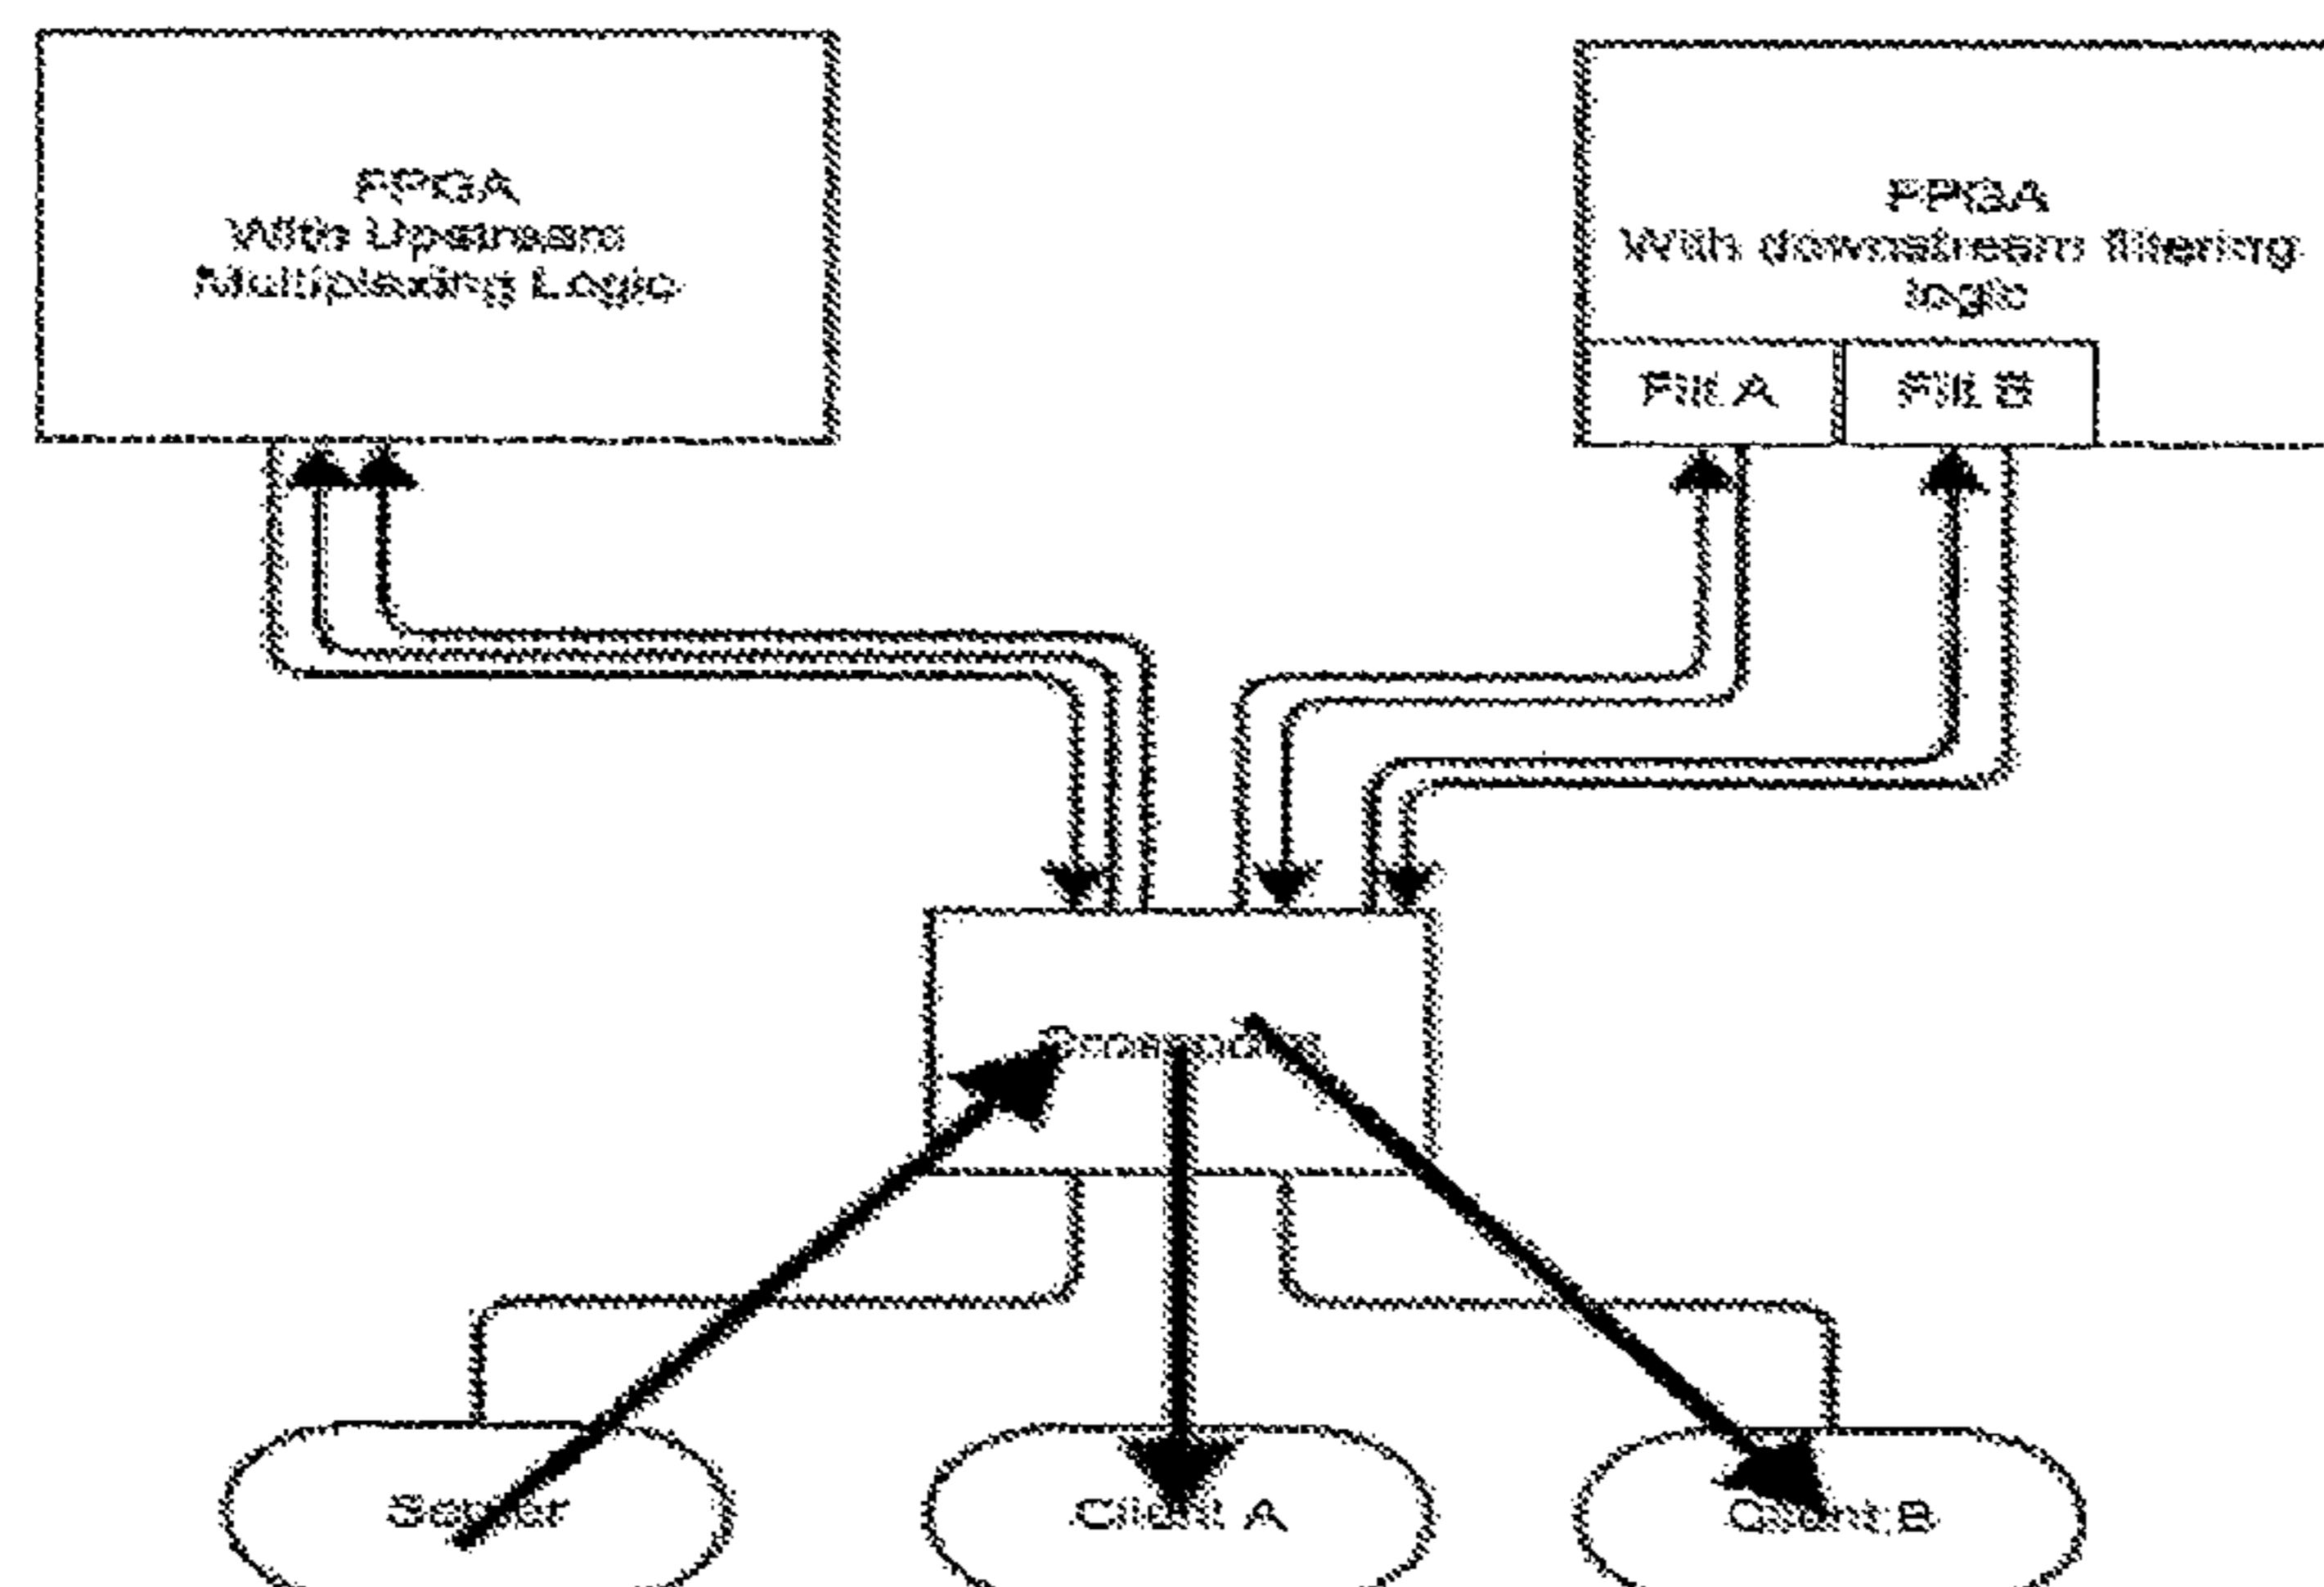 FPGA
With Upstream
Multiplexing Logic
FPGA
With downstream filtering
logic
Filt A
Filt B
Server
Client A
Client B